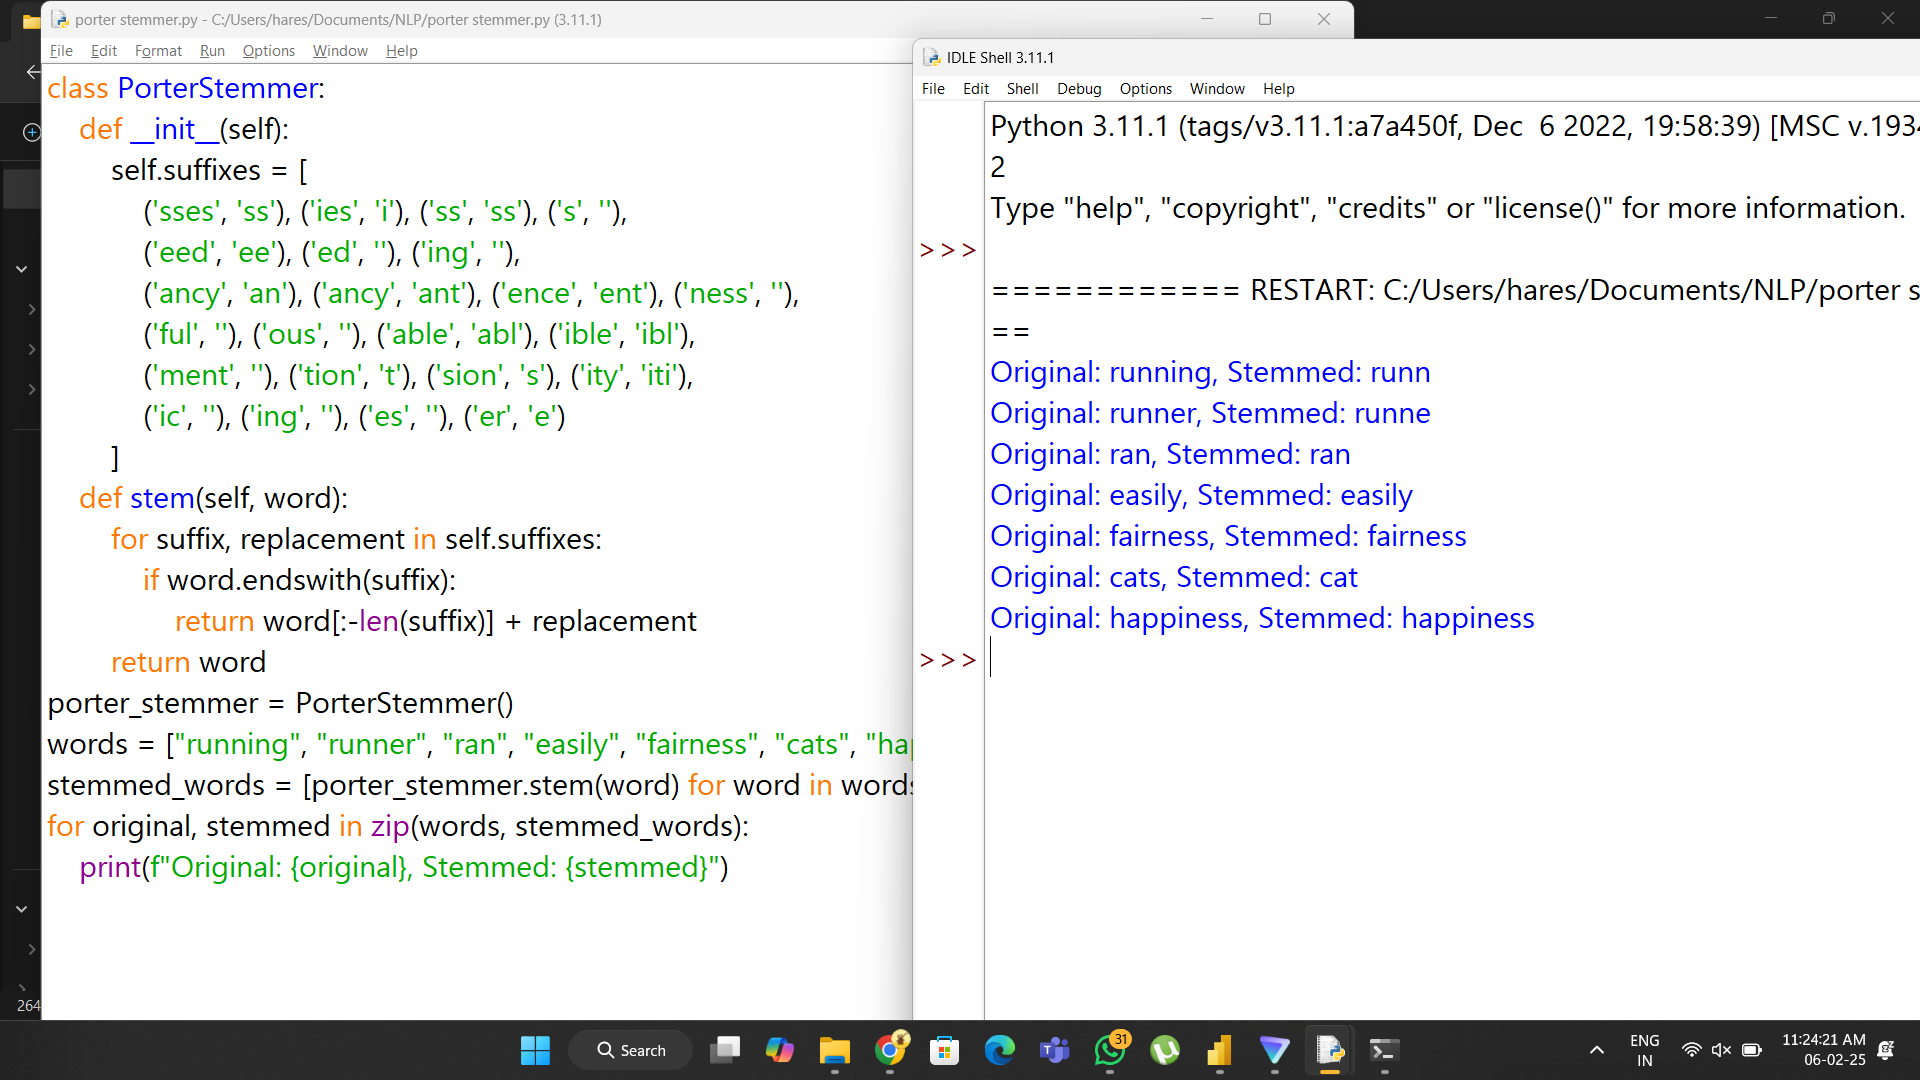 porter stemmer.py - C:/Users/hares/Documents/NLP/porter stemmer.py (3.11.1)
File Edit Format Run Options Window Help
class PorterStemmer:
def __init__(self):
self.suffixes = [
('sses', 'ss'), ('ies', 'i'), ('ss', 'ss'), ('s', ''),
('eed', 'ee'), ('ed', ''), ('ing', ''),
('ancy', 'an'), ('ancy', 'ant'), ('ence', 'ent'), ('ness', ''),
('ful', ''), ('ous', ''), ('able', 'abl'), ('ible', 'ibl'),
('ment', ''), ('tion', 't'), ('sion', 's'), ('ity', 'iti'),
('ic', ''), ('ing', ''), ('es', ''), ('er', 'e')
]
def stem(self, word):
for suffix, replacement in self.suffixes:
if word.endswith(suffix):
return word[:-len(suffix)] + replacement
return word
porter_stemmer = PorterStemmer()
words = ["running", "runner", "ran", "easily", "fairness", "cats", "hap
stemmed_words = [porter_stemmer.stem(word) for word in words
for original, stemmed in zip(words, stemmed_words):
print(f"Original: {original}, Stemmed: {stemmed}")
IDLE Shell 3.11.1
File Edit Shell Debug Options Window Help
Python 3.11.1 (tags/v3.11.1:a7a450f, Dec  6 2022, 19:58:39) [MSC v.193
2
Type "help", "copyright", "credits" or "license()" for more information.
>>>
============ RESTART: C:/Users/hares/Documents/NLP/porter s
==
Original: running, Stemmed: runn
Original: runner, Stemmed: runne
Original: ran, Stemmed: ran
Original: easily, Stemmed: easily
Original: fairness, Stemmed: fairness
Original: cats, Stemmed: cat
Original: happiness, Stemmed: happiness
>>>
264
Search
31
ENG
IN
11:24:21 AM
06-02-25